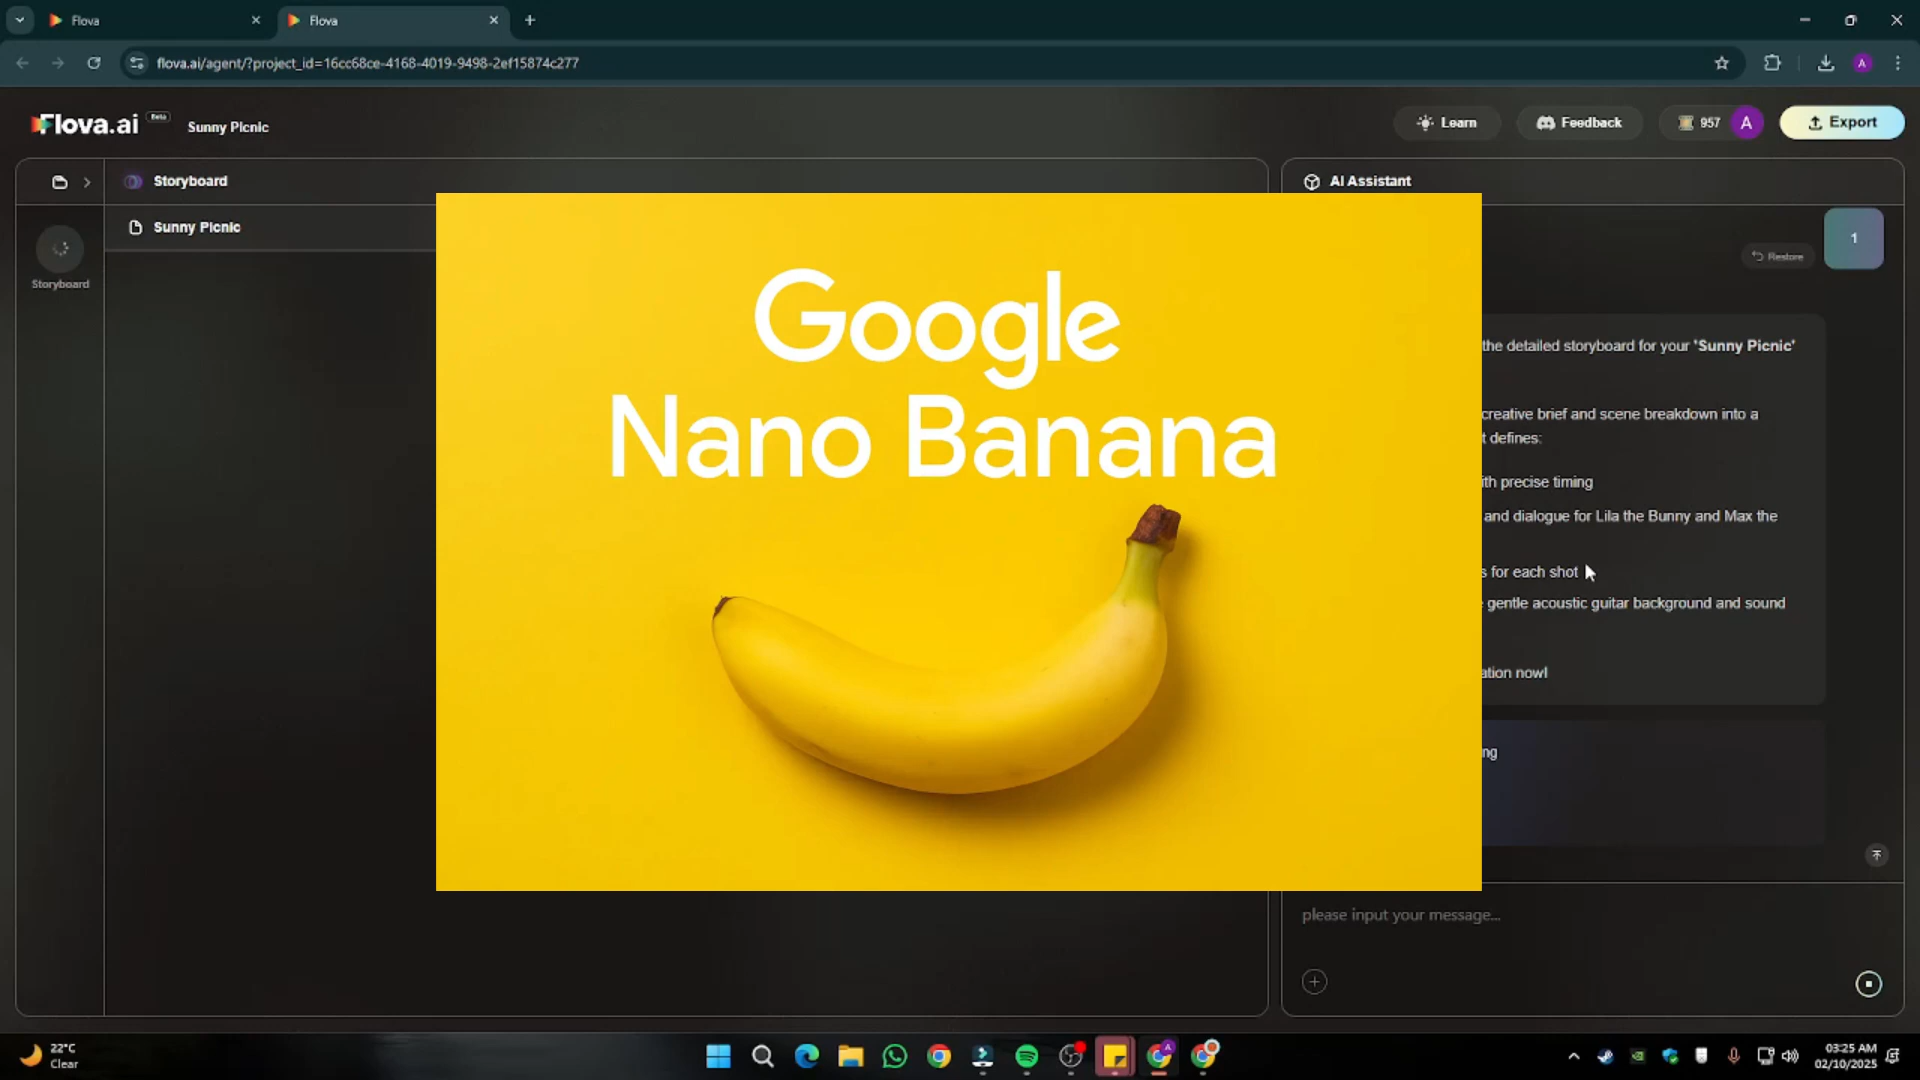 Flova
Flova
flova.ai/agent/?project_id=16cc68ce-4168-4019-9498-2ef15874c277
A
Flova.ai
Beta
Sunny Picnic
Learn
Feedback
957
A
Export
Storyboard
AI Assistant
Sunny Picnic
Storyboard
1
Restore
Google
Nano Banana
the detailed storyboard for your "Sunny Picnic"
creative brief and scene breakdown into a
t defines:
ith precise timing
and dialogue for Lila the Bunny and Max the
s for each shot
gentle acoustic guitar background and sound
ation now!
ng
please input your message...
22°C
Clear
03:25 AM
02/10/2025